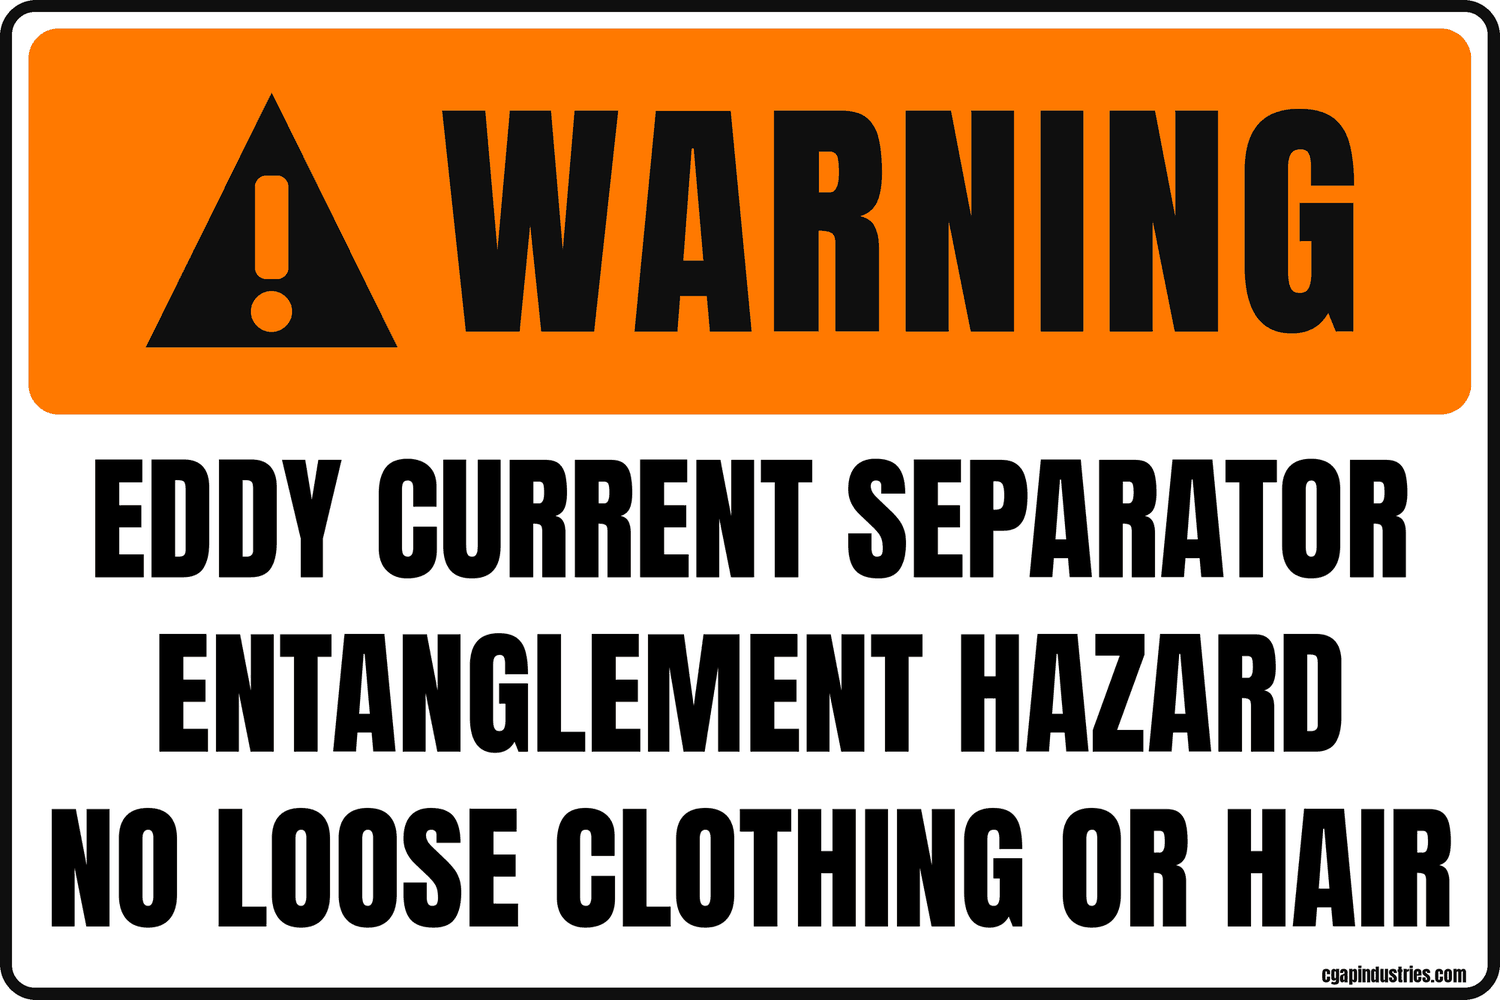 WARNING
EDDY CURRENT SEPARATOR
ENTANGLEMENT HAZARD
NO LOOSE CLOTHING OR HAIR
cgapindustries.com